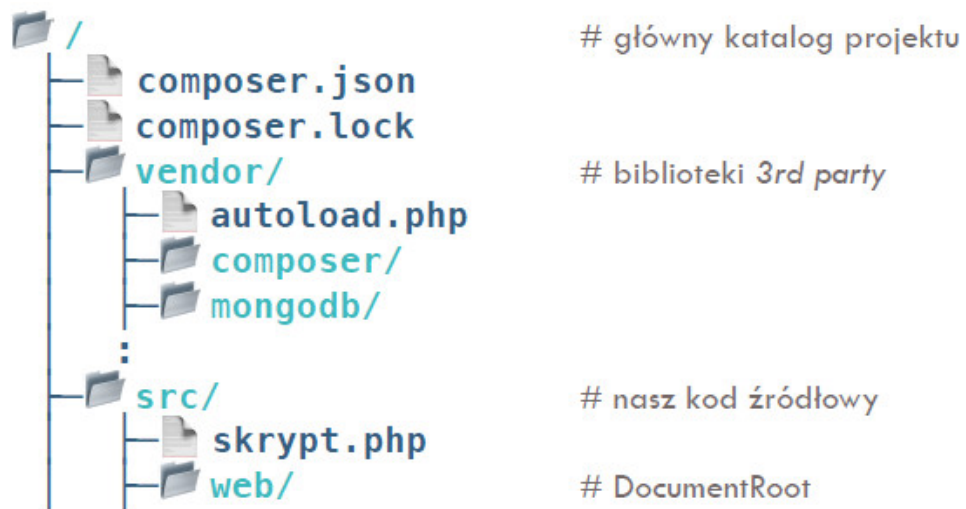 / # główny katalog projektu
composer.json
composer.lock
vendor/ # biblioteki 3rd party
autoload.php
composer/
mongodb/
:
src/ # nasz kod źródłowy
skrypt.php
web/ # DocumentRoot